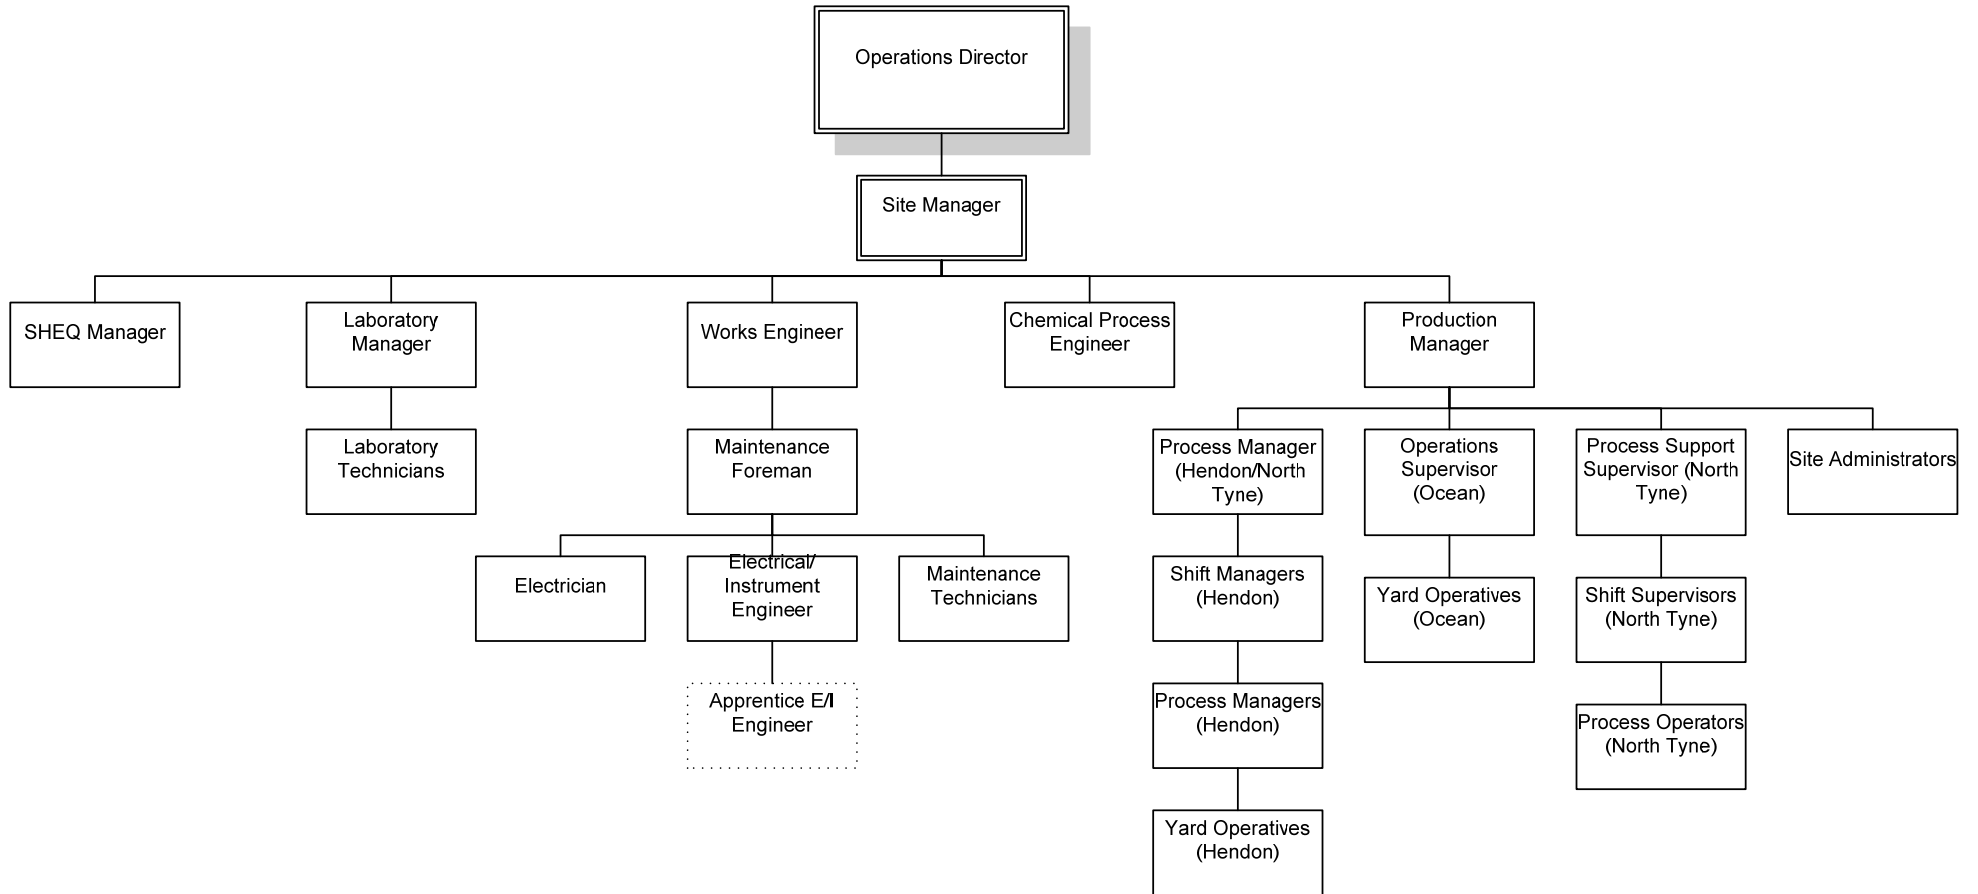 Operations Director
Site Manager
SHEQ Manager
Laboratory
Manager
Works Engineer
Chemical Process
Engineer
Production
Manager
Laboratory
Technicians
Maintenance
Foreman
Process Manager
(Hendon/North
Tyne)
Operations
Supervisor
(Ocean)
Process Support
Supervisor (North
Tyne)
Site Administrators
Electrician
Electrical/
Instrument
Engineer
Maintenance
Technicians
Shift Managers
(Hendon)
Yard Operatives
(Ocean)
Shift Supervisors
(North Tyne)
Apprentice E/I
Engineer
Process Managers
(Hendon)
Process Operators
(North Tyne)
Yard Operatives
(Hendon)